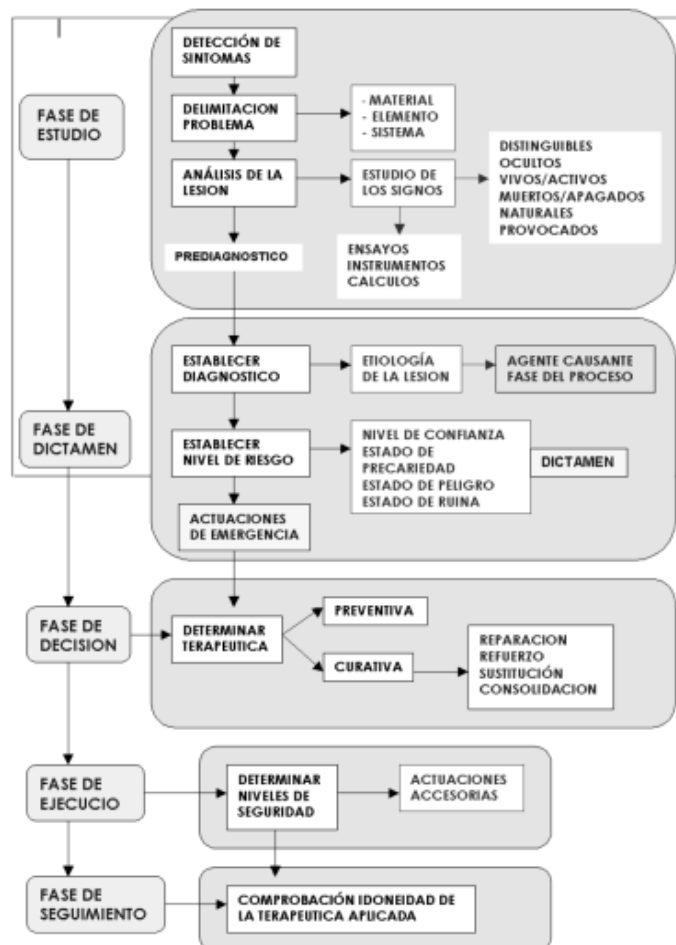 FASE DE
ESTUDIO
DETECCIÓN DE
SINTOMAS
DELIMITACION
PROBLEMA
- MATERIAL
- ELEMENTO
- SISTEMA
ANÁLISIS DE LA
LESION
ESTUDIO DE
LOS SIGNOS
DISTINGUIBLES
OCULTOS
VIVOS/ACTIVOS
MUERTOS/APAGADOS
NATURALES
PROVOCADOS
PREDIAGNOSTICO
ENSAYOS
INSTRUMENTOS
CALCULOS
FASE DE
DICTAMEN
ESTABLECER
DIAGNOSTICO
ETIOLOGÍA
DE LA LESION
AGENTE CAUSANTE
FASE DEL PROCESO
ESTABLECER
NIVEL DE RIESGO
NIVEL DE CONFIANZA
ESTADO DE
PRECARIEDAD
ESTADO DE PELIGRO
ESTADO DE RUINA
DICTAMEN
ACTUACIONES
DE EMERGENCIA
FASE DE
DECISION
DETERMINAR
TERAPEUTICA
PREVENTIVA
CURATIVA
REPARACION
REFUERZO
SUSTITUCIÓN
CONSOLIDACION
FASE DE
EJECUCIO
DETERMINAR
NIVELES DE
SEGURIDAD
ACTUACIONES
ACCESORIAS
FASE DE
SEGUIMIENTO
COMPROBACIÓN IDONEIDAD DE
LA TERAPEUTICA APLICADA